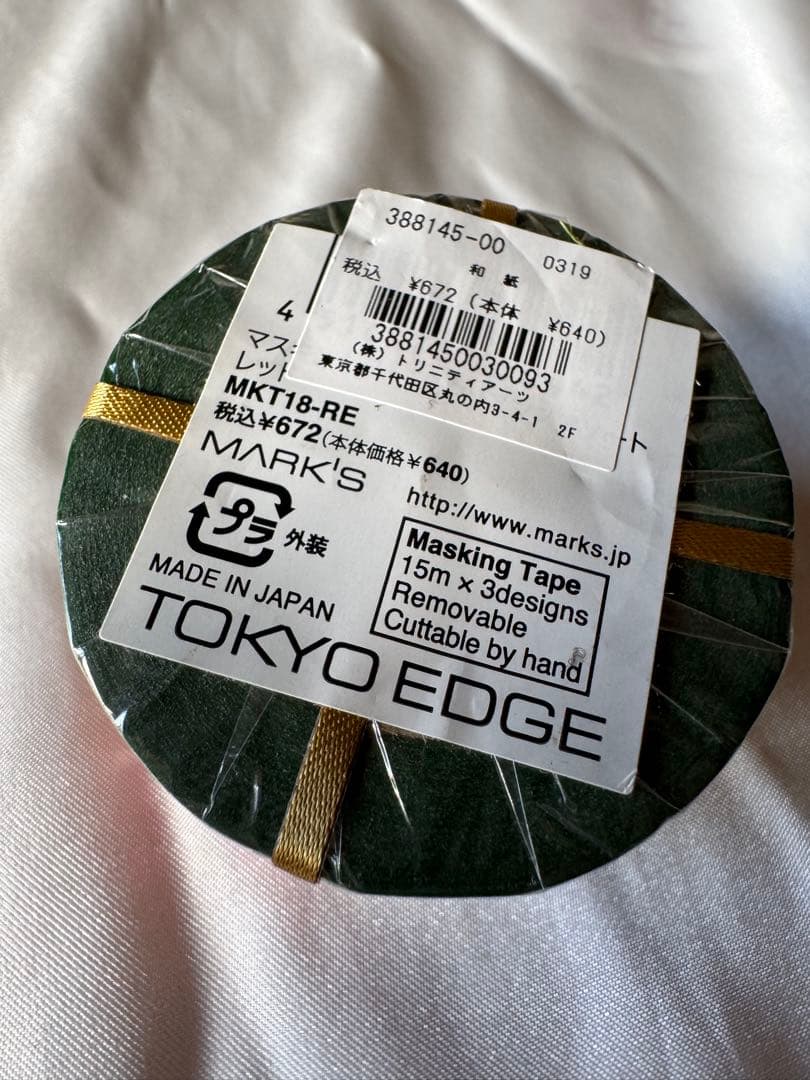 388145-00 0319
和 紙
税込 ¥672(本体 ¥640)
3881450030093
(株)トリニティアーツ
東京都千代田区丸の内3-4-1 2F
4
マス
レッド
ート
MKT18-RE
税込¥672(本体価格¥640)
MARK'S
http://www.marks.jp
プラ 外装
MADE IN JAPAN
Masking Tape
15m × 3designs
Removable
Cuttable by hand
TOKYO EDGE